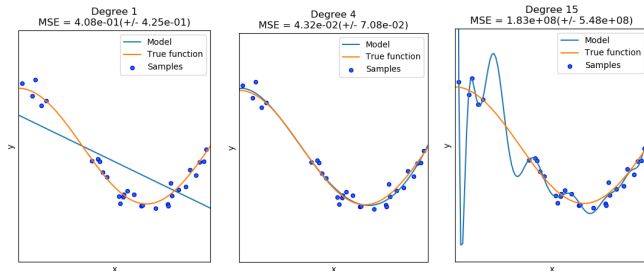 Degree 1
MSE = 4.08e-01(+/- 4.25e-01)
Model
True function
Samples
y
x
Degree 4
MSE = 4.32e-02(+/- 7.08e-02)
Model
True function
Samples
y
x
Degree 15
MSE = 1.83e+08(+/- 5.48e+08)
Model
True function
Samples
y
x